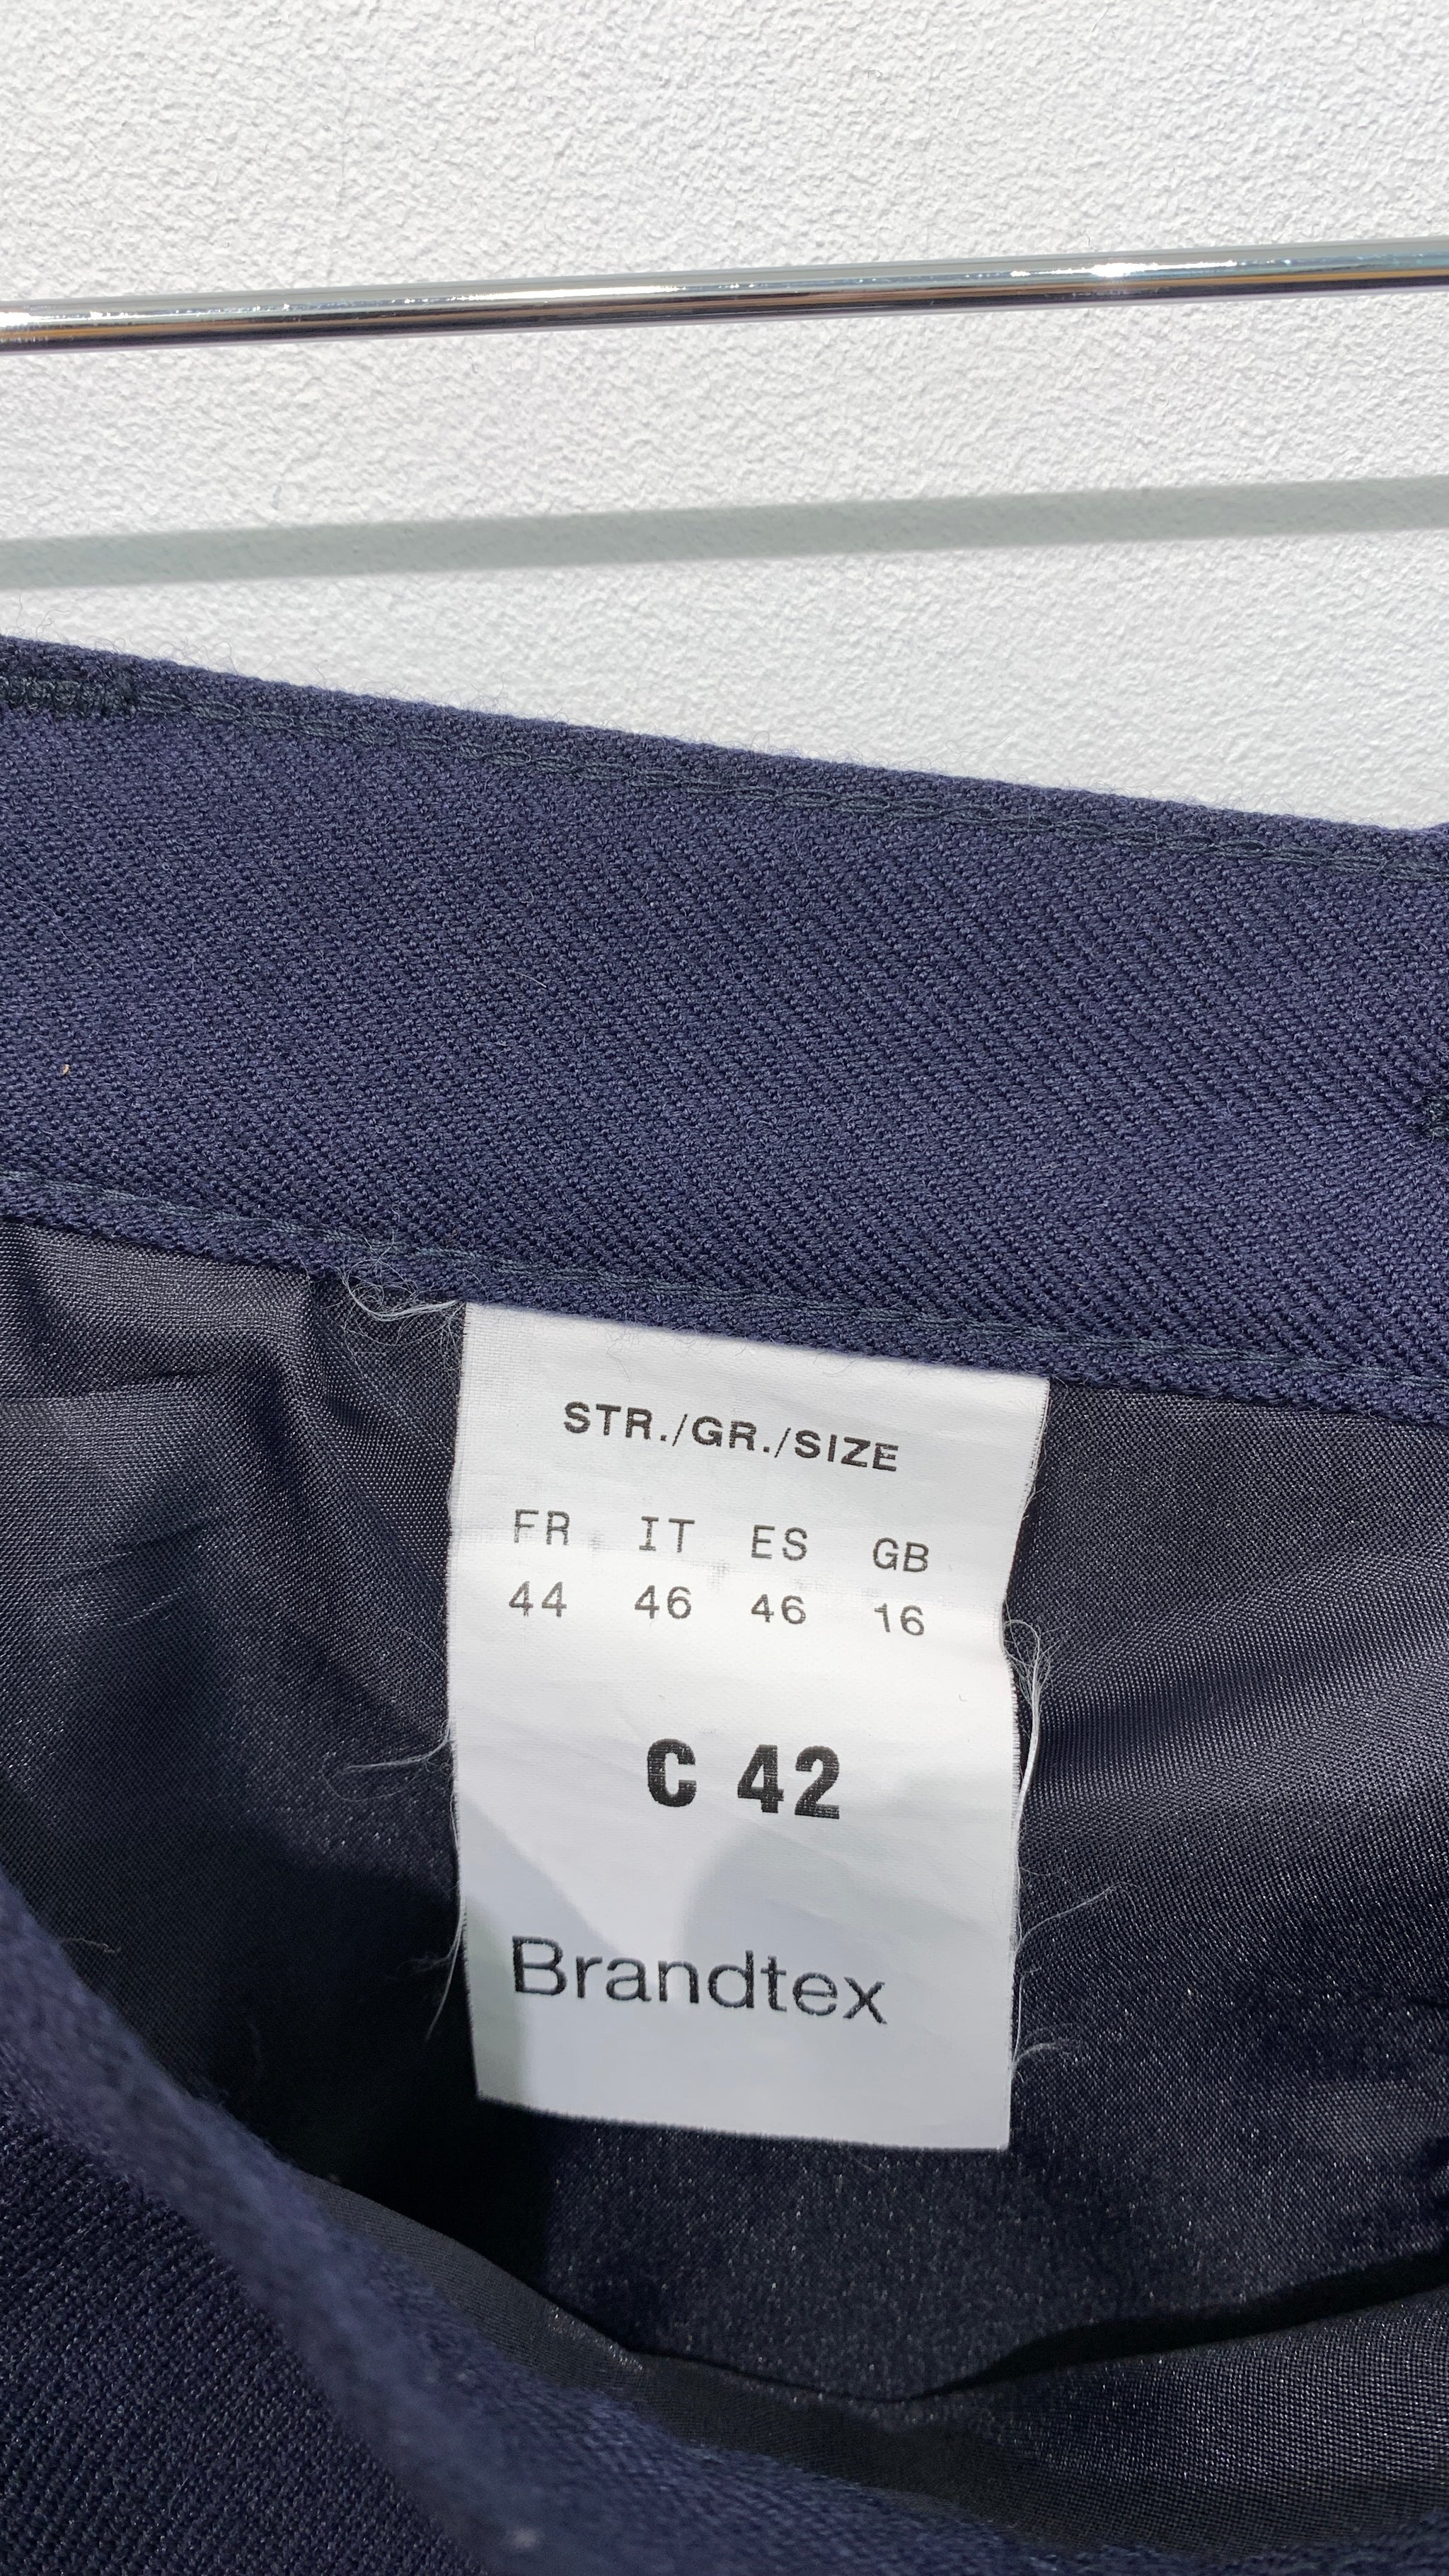 STR./GR./SIZE
FR IT ES GB
44 46 46 16
C 42
Brandtex